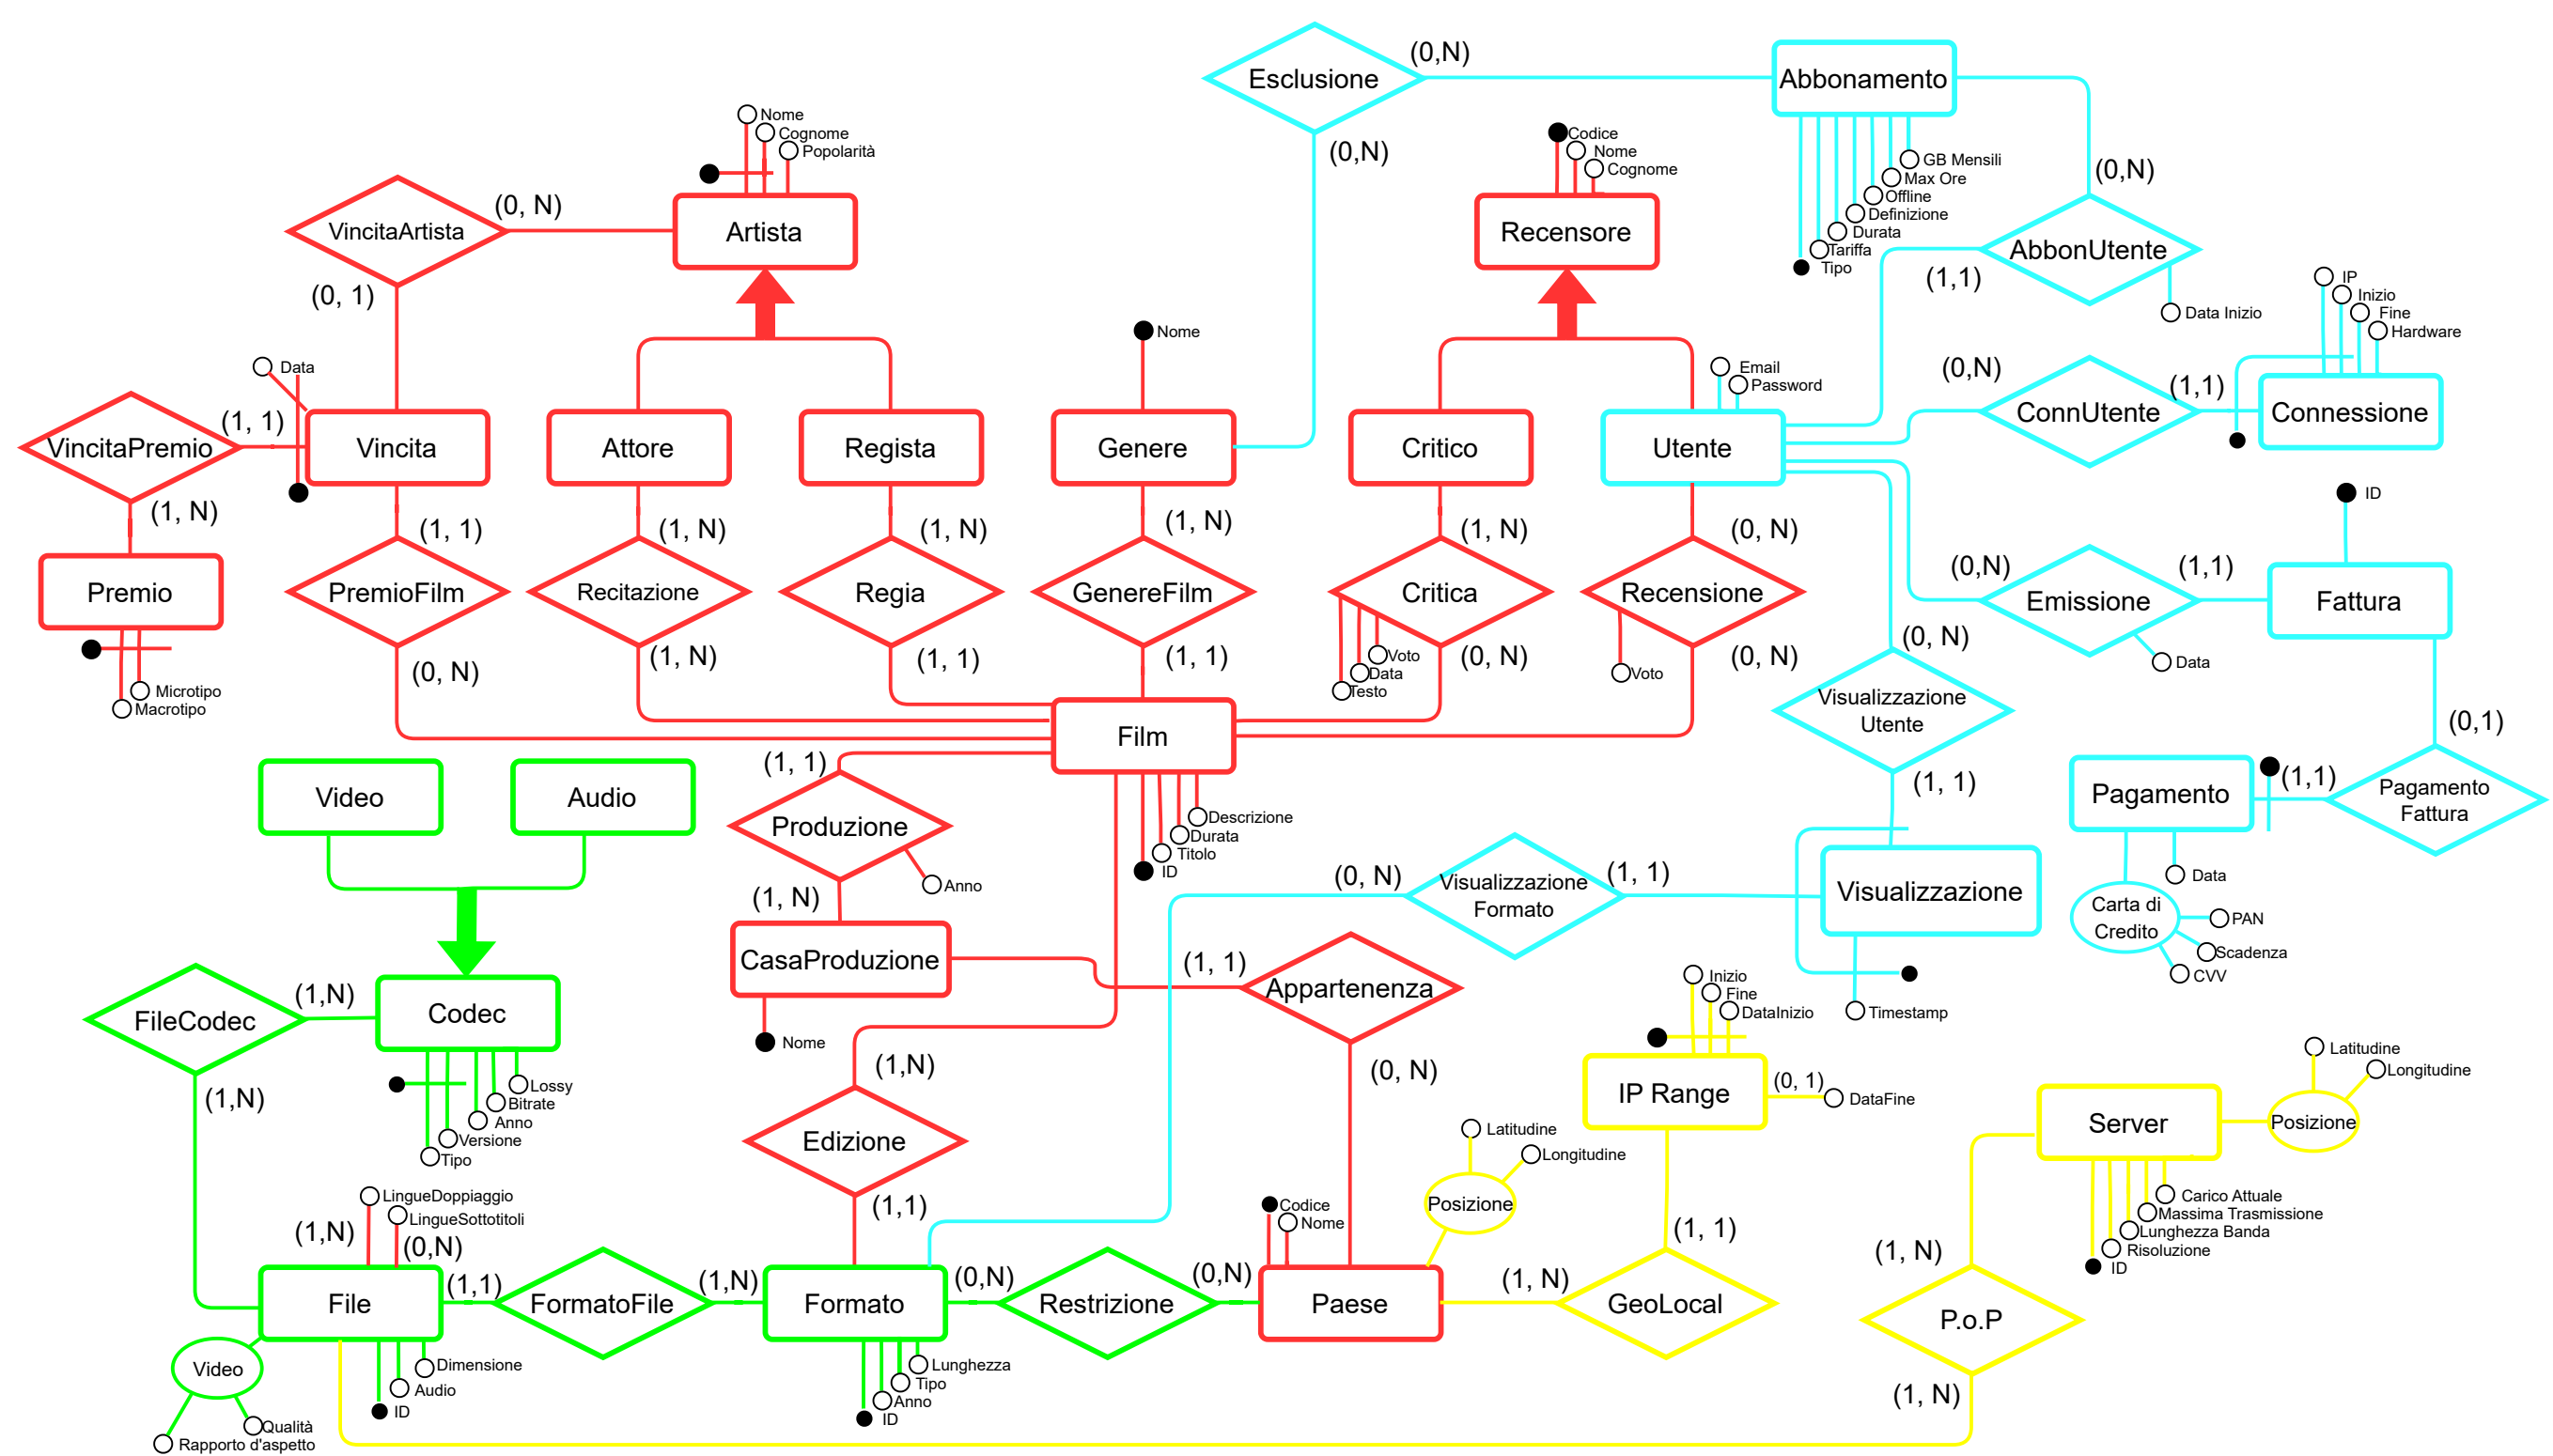 Esclusione
(0,N)
Abbonamento
(0,N)
GB Mensili
Max Ore
Offline
Definizione
Durata
Tariffa
Tipo
(0,N)
AbbonUtente
(1,1)
Data Inizio
Nome
Cognome
Popolarità
Artista
(0, N)
VincitaArtista
(0, 1)
Codice
Nome
Cognome
Recensore
IP
Inizio
Fine
Hardware
(0,N)
ConnUtente
(1,1)
Connessione
Data
VincitaPremio
(1, 1)
Vincita
Attore
Regista
Nome
Genere
Critico
Email
Password
Utente
(1, N)
Premio
Microtipo
Macrotipo
(1, 1)
PremioFilm
(0, N)
(1, N)
Recitazione
(1, N)
(1, N)
Regia
(1, 1)
(1, N)
GenereFilm
(1, 1)
(1, N)
Critica
(0, N)
Voto
Data
Testo
(0, N)
Recensione
(0, N)
Voto
ID
(0,N)
Emissione
(1,1)
Fattura
Data
(0, N)
Visualizzazione
Utente
(1, 1)
(0,1)
Pagamento
(1,1)
Pagamento
Fattura
Data
Carta di
Credito
PAN
Scadenza
CVV
Film
Descrizione
Durata
Titolo
ID
(1, 1)
Produzione
Anno
(1, N)
CasaProduzione
Nome
Video
Audio
(0, N)
Visualizzazione
Formato
(1, 1)
Visualizzazione
Timestamp
(1, 1)
Appartenenza
(0, N)
FileCodec
(1,N)
Codec
Lossy
Bitrate
Anno
Versione
Tipo
(1,N)
(1,N)
Edizione
(1,1)
Inizio
Fine
DataInizio
IP Range
(0, 1)
DataFine
Latitudine
Longitudine
Posizione
Server
Latitudine
Longitudine
Posizione
Carico Attuale
Massima Trasmissione
Lunghezza Banda
Risoluzione
ID
LingueDoppiaggio
LingueSottotitoli
(1,N)
(0,N)
File
(1,1)
FormatoFile
(1,N)
Formato
(0,N)
Restrizione
(0,N)
Codice
Nome
Paese
(1, N)
GeoLocal
(1, 1)
(1, N)
P.o.P
(1, N)
Video
Qualità
Rapporto d'aspetto
Dimensione
Audio
ID
Lunghezza
Tipo
Anno
ID